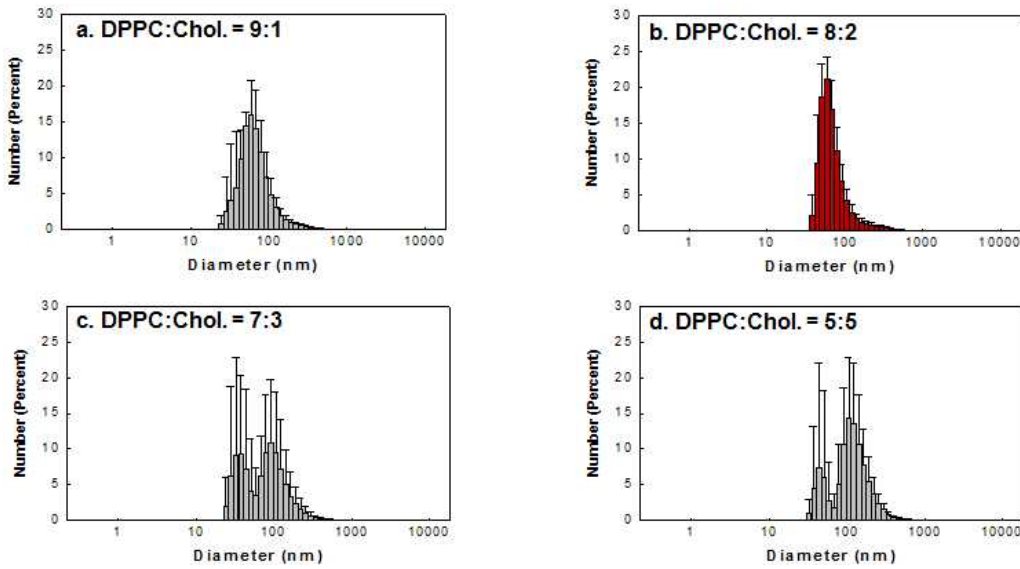 a. DPPC:Chol. = 9:1
30
25
20
15
10
5
0
Number (Percent)
1 10 100 1000 10000
Diameter (nm)
b. DPPC:Chol. = 8:2
30
25
20
15
10
5
0
Number (Percent)
1 10 100 1000 10000
Diameter (nm)
c. DPPC:Chol. = 7:3
30
25
20
15
10
5
0
Number (Percent)
1 10 100 1000 10000
Diameter (nm)
d. DPPC:Chol. = 5:5
30
25
20
15
10
5
0
Number (Percent)
1 10 100 1000 10000
Diameter (nm)